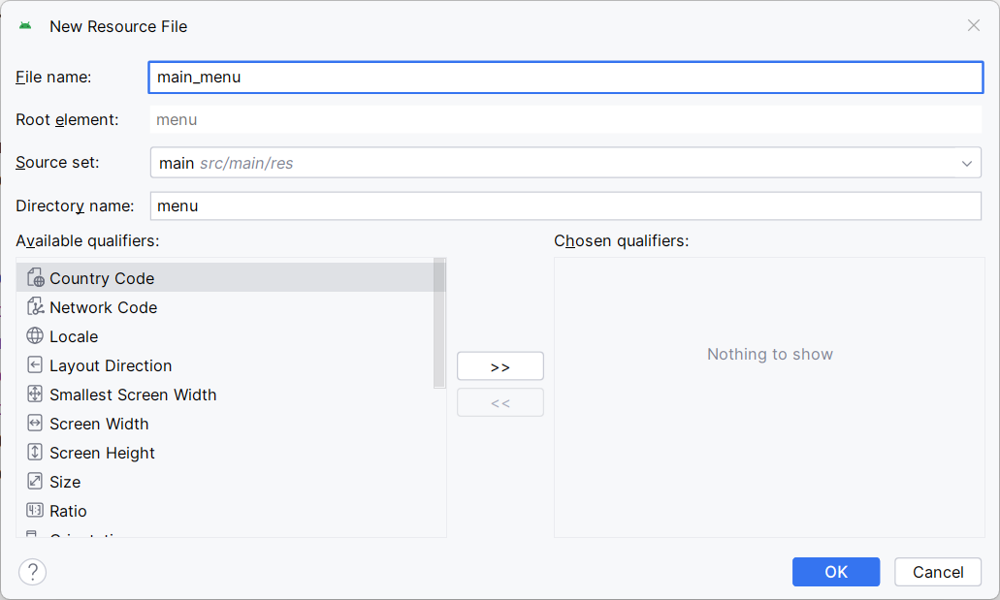 New Resource File
File name: main_menu
Root element: menu
Source set: main src/main/res
Directory name: menu
Available qualifiers:
Chosen qualifiers:
Country Code
Network Code
Locale
Layout Direction
Smallest Screen Width
Screen Width
Screen Height
Size
Ratio
>>
<<
Nothing to show
?
OK
Cancel